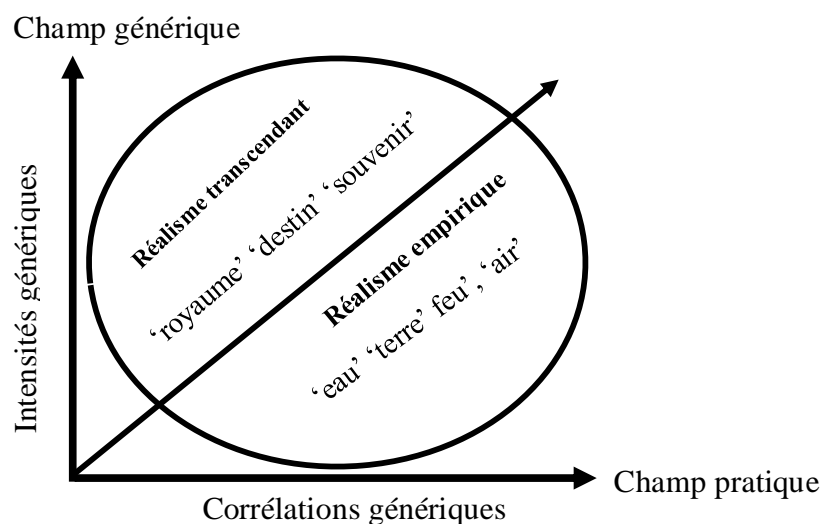 Champ générique
Intensités génériques
Réalisme transcendant
‘royaume’ ‘destin’ ‘souvenir’
Réalisme empirique
‘eau’ ‘terre’ feu’, ‘air’
Champ pratique
Corrélations génériques